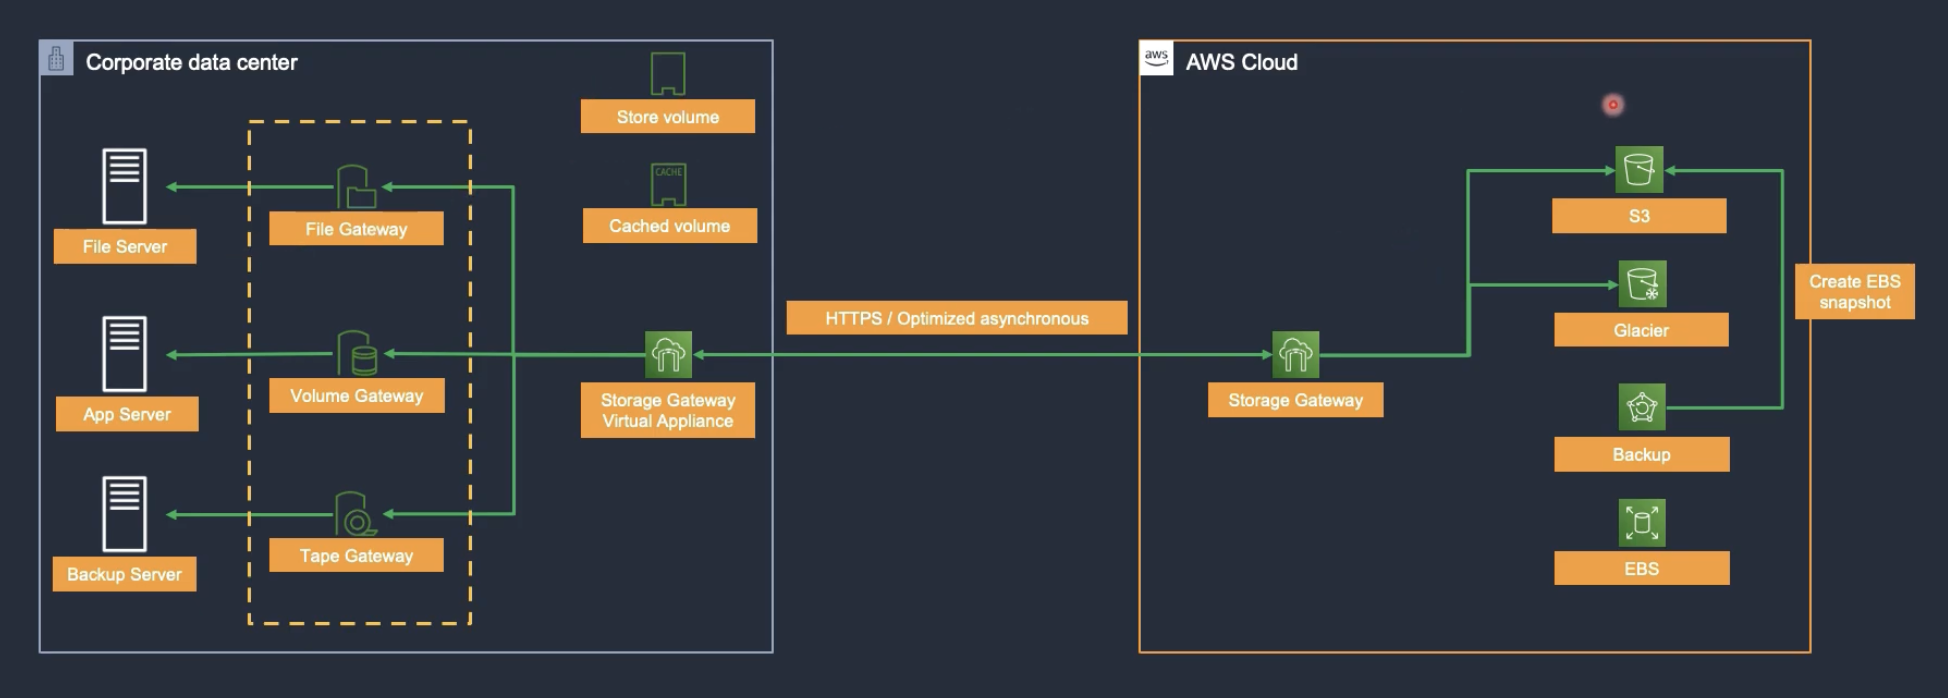 Corporate data center
Store volume
CACHE
Cached volume
File Server
File Gateway
App Server
Volume Gateway
Storage Gateway
Virtual Appliance
Backup Server
Tape Gateway
HTTPS / Optimized asynchronous
aws
AWS Cloud
Storage Gateway
S3
Glacier
Create EBS
snapshot
Backup
EBS